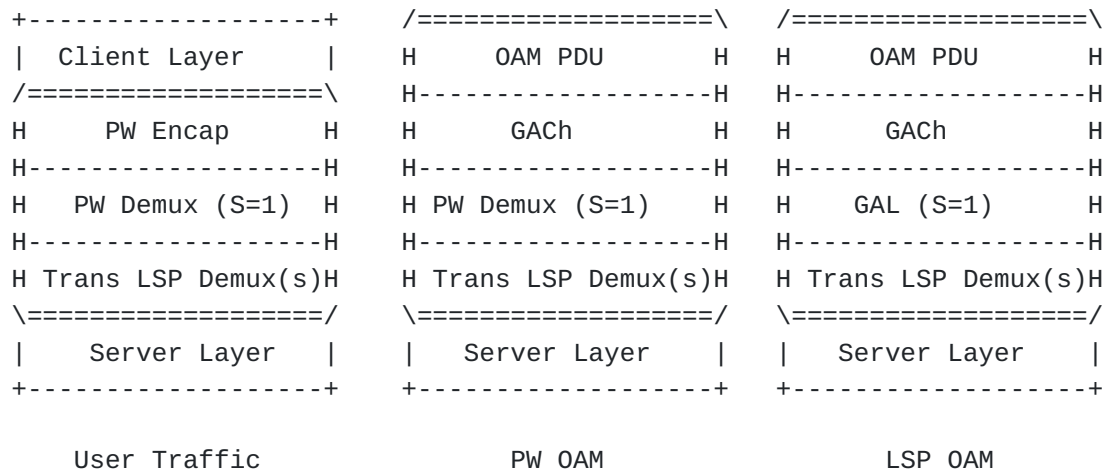 +-------------------+    /===================\   /===================\
|  Client Layer     |    H     OAM PDU       H   H     OAM PDU       H
/===================\    H-------------------H   H-------------------H
H     PW Encap      H    H      GACh         H   H      GACh         H
H-------------------H    H-------------------H   H-------------------H
H   PW Demux (S=1)  H    H PW Demux (S=1)    H   H    GAL (S=1)      H
H-------------------H    H-------------------H   H-------------------H
H Trans LSP Demux(s)H    H Trans LSP Demux(s)H   H Trans LSP Demux(s)H
\===================/    \===================/   \===================/
|    Server Layer   |    |   Server Layer    |   |   Server Layer    |
+-------------------+    +-------------------+   +-------------------+
    User Traffic                PW OAM                  LSP OAM